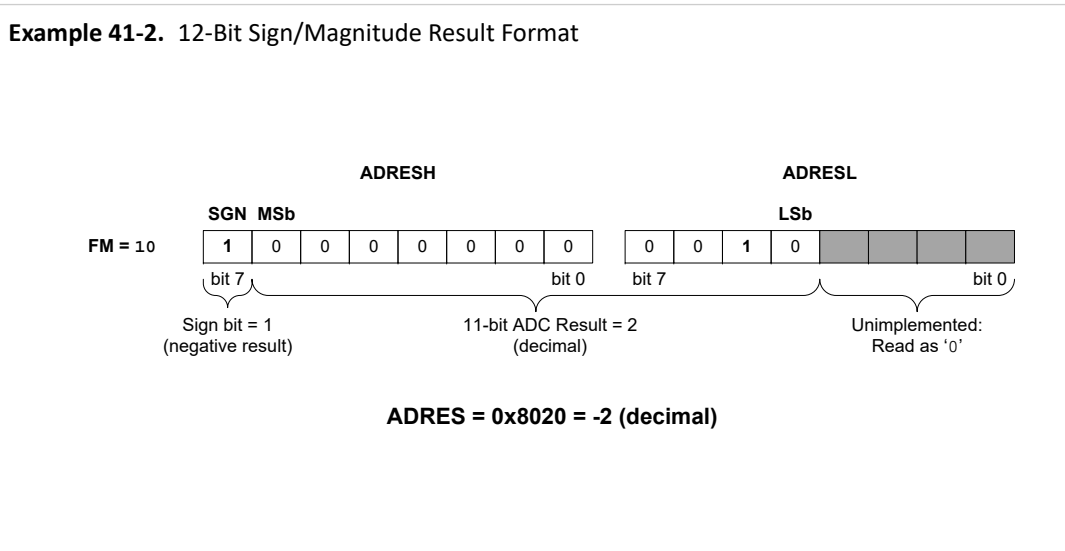 Example 41-2. 12-Bit Sign/Magnitude Result Format
ADRESH ADRESL
SGN MSb LSb
FM = 10 1 0 0 0 0 0 0 0 0 0 1 0
bit 7 bit 0 bit 7 bit 0
Sign bit = 1 11-bit ADC Result = 2 Unimplemented:
(negative result) (decimal) Read as ‘0’
ADRES = 0x8020 = -2 (decimal)